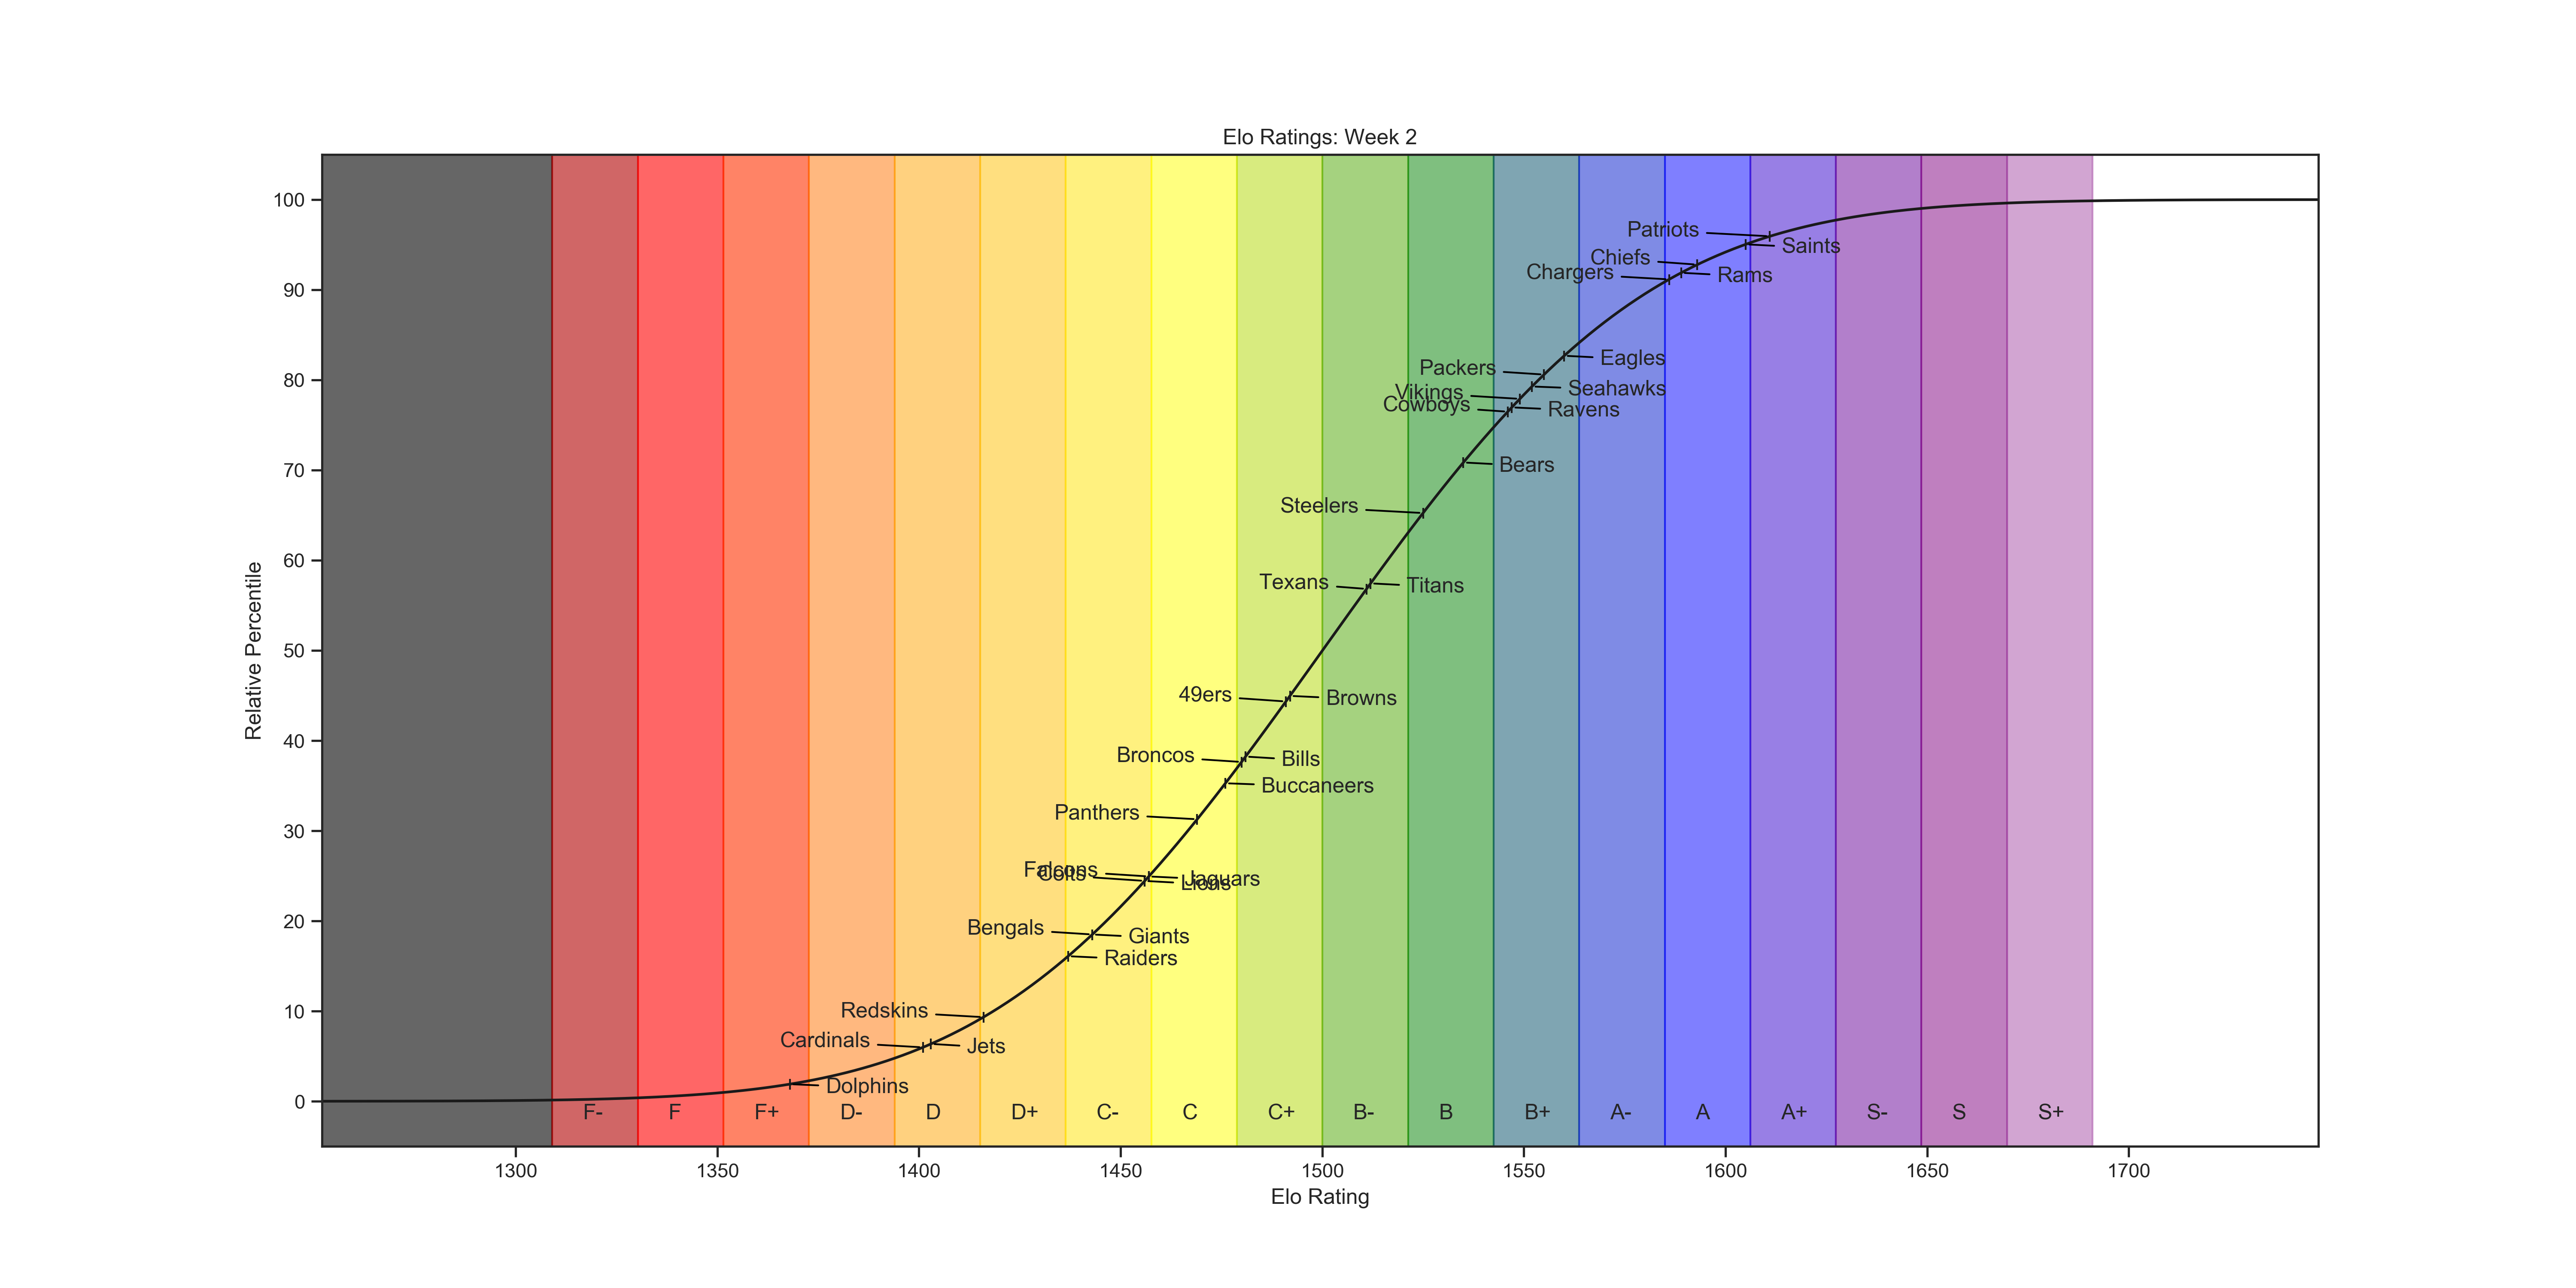 Elo Ratings: Week 2
Relative Percentile
100
90
80
70
60
50
40
30
20
10
0
Patriots
Saints
Chiefs
Chargers
Rams
Eagles
Packers
Seahawks
Vikings
Cowboys
Ravens
Bears
Steelers
Texans
Titans
49ers
Browns
Broncos
Bills
Buccaneers
Panthers
Falcons
Colts
Jaguars
Lions
Bengals
Giants
Raiders
Redskins
Cardinals
Jets
Dolphins
F- F F+ D- D D+ C- C C+ B- B B+ A- A A+ S- S S+
1300 1350 1400 1450 1500 1550 1600 1650 1700
Elo Rating